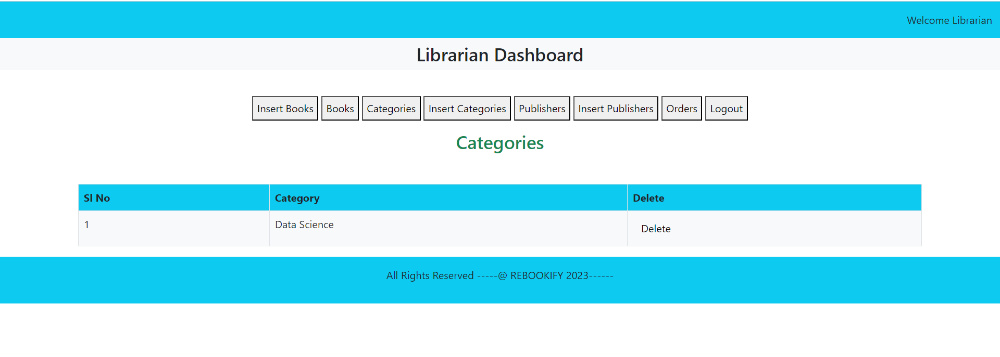 Welcome Librarian
Librarian Dashboard
Insert Books Books Categories Insert Categories Publishers Insert Publishers Orders Logout
Categories
Sl No Category Delete
1 Data Science Delete
All Rights Reserved -----@ REBOOKIFY 2023------